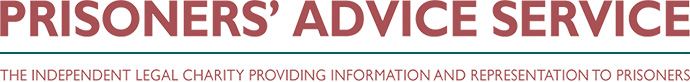 PRISONERS’ ADVICE SERVICE
THE INDEPENDENT LEGAL CHARITY PROVIDING INFORMATION AND REPRESENTATION TO PRISONERS